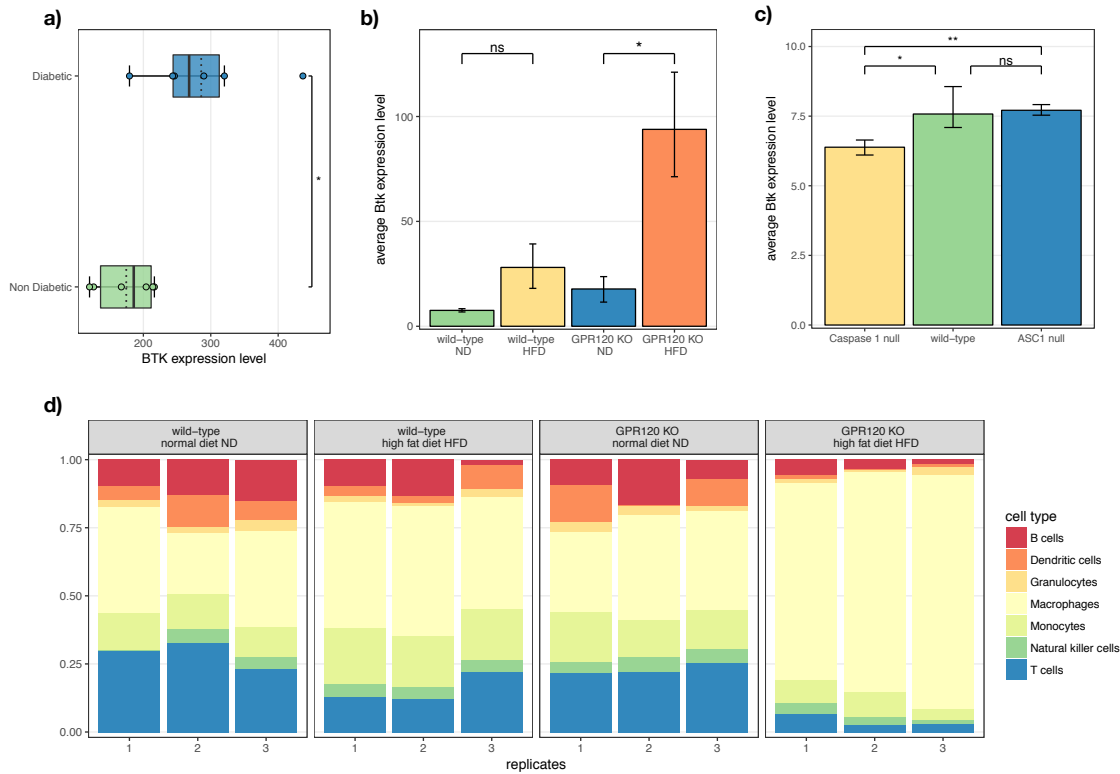 a)
Diabetic
Non Diabetic
*
200
300
400
BTK expression level
b)
average Btk expression level
100
50
0
ns
*
wild−type
ND
wild−type
HFD
GPR120 KO
ND
GPR120 KO
HFD
c)
average Btk expression level
10.0
7.5
5.0
2.5
0.0
**
*
ns
Caspase 1 null
wild−type
ASC1 null
d)
wild−type
normal diet ND
wild−type
high fat diet HFD
GPR120 KO
normal diet ND
GPR120 KO
high fat diet HFD
1.00
0.75
0.50
0.25
0.00
1 2 3
1 2 3
1 2 3
1 2 3
replicates
cell type
B cells
Dendritic cells
Granulocytes
Macrophages
Monocytes
Natural killer cells
T cells